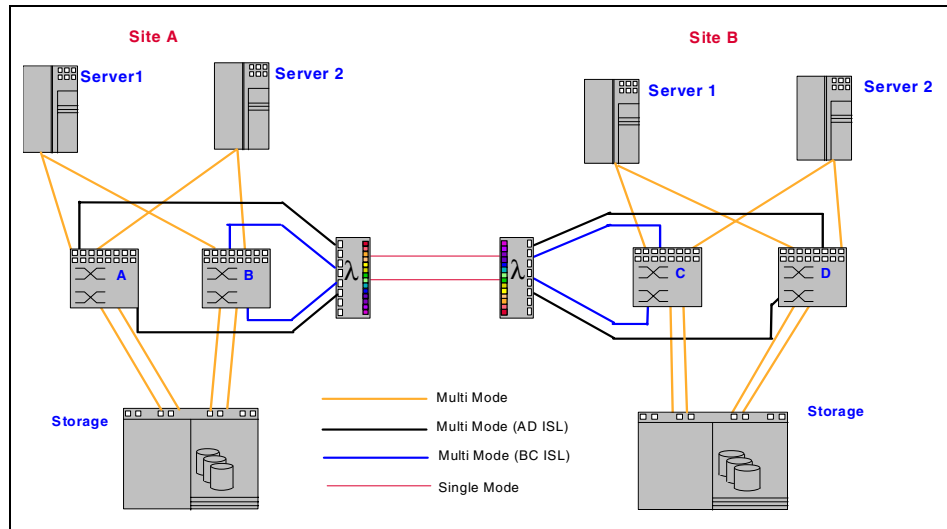 Site A
Site B
Server1
Server 2
Server 1
Server 2
A
B
λ
λ
C
D
Storage
Storage
Multi Mode
Multi Mode (AD ISL)
Multi Mode (BC ISL)
Single Mode